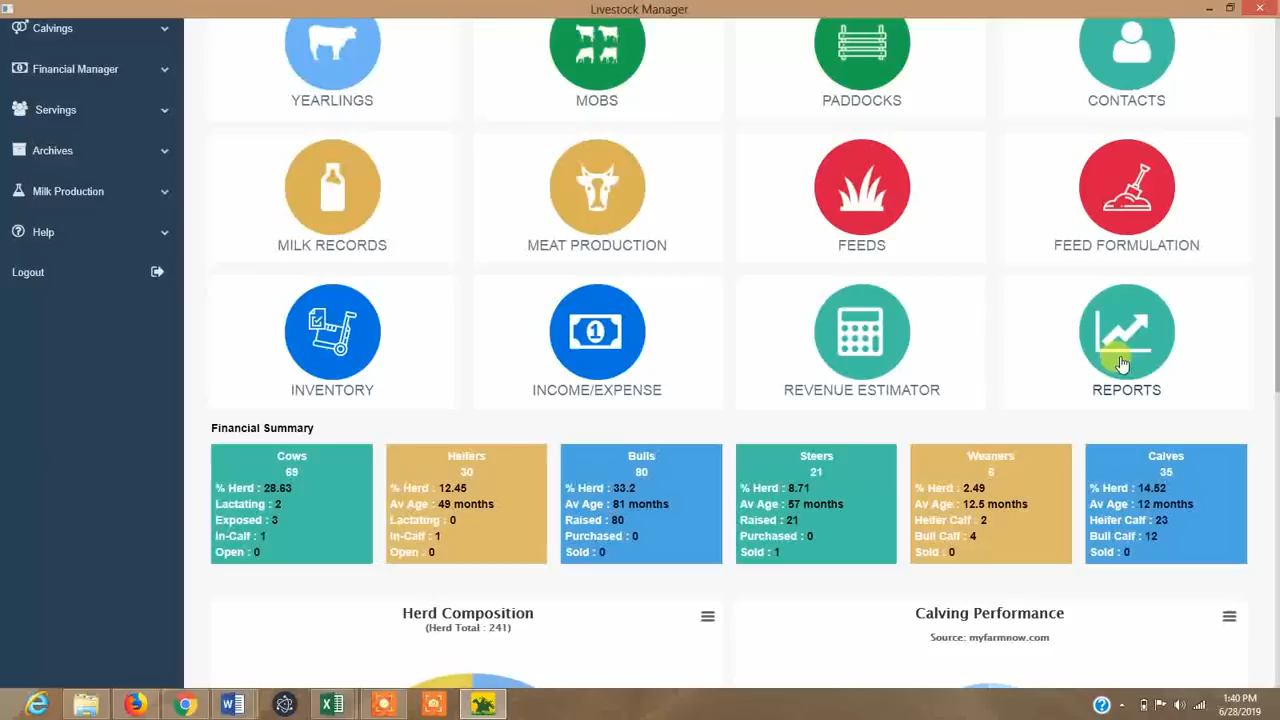 Livestock Manager
Calvings
Financial Manager
Servings
Archives
Milk Production
Help
Logout
YEARLINGS
MOBS
PADDOCKS
CONTACTS
MILK RECORDS
MEAT PRODUCTION
FEEDS
FEED FORMULATION
INVENTORY
1
INCOME/EXPENSE
REVENUE ESTIMATOR
REPORTS
Financial Summary
Cows
69
% Herd : 28.63
Lactating : 2
Exposed : 3
In-Calf : 1
Open : 0
Heifers
30
% Herd : 12.45
Av Age : 49 months
Lactating : 0
In-Calf : 1
Open : 0
Bulls
80
% Herd : 33.2
Av Age : 81 months
Raised : 80
Purchased : 0
Sold : 0
Steers
21
% Herd : 8.71
Av Age : 57 months
Raised : 21
Purchased : 0
Sold : 1
Weaners
6
% Herd : 2.49
Av Age : 12.5 months
Heifer Calf : 2
Bull Calf : 4
Sold : 0
Calves
35
% Herd : 14.52
Av Age : 12 months
Heifer Calf : 23
Bull Calf : 12
Sold : 0
Herd Composition
(Herd Total : 241)
Calving Performance
Source: myfarmnow.com
1:40 PM
6/28/2019